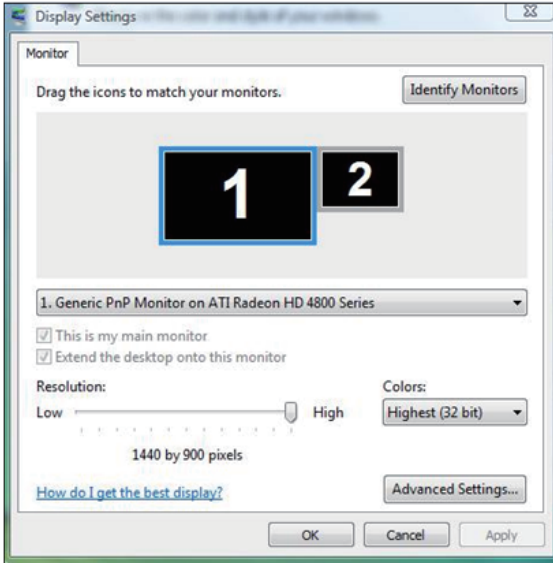 Display Settings
Monitor
Drag the icons to match your monitors.
Identify Monitors
1
2
1. Generic PnP Monitor on ATI Radeon HD 4800 Series
This is my main monitor
Extend the desktop onto this monitor
Resolution:
Colors:
Low
High
Highest (32 bit)
1440 by 900 pixels
How do I get the best display?
Advanced Settings...
OK
Cancel
Apply